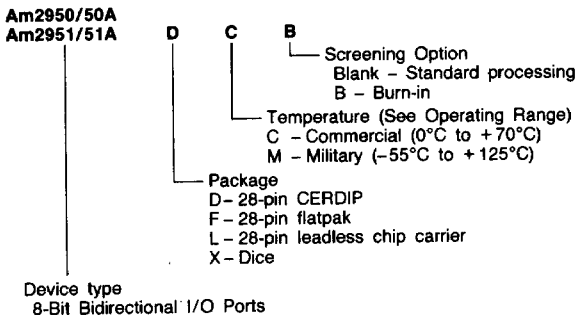 Am2950/50A
Am2951/51A D C B
Screening Option
Blank – Standard processing
B – Burn-in
Temperature (See Operating Range)
C – Commercial (0°C to +70°C)
M – Military (–55°C to +125°C)
Package
D – 28-pin CERDIP
F – 28-pin flatpak
L – 28-pin leadless chip carrier
X – Dice
Device type
8-Bit Bidirectional I/O Ports